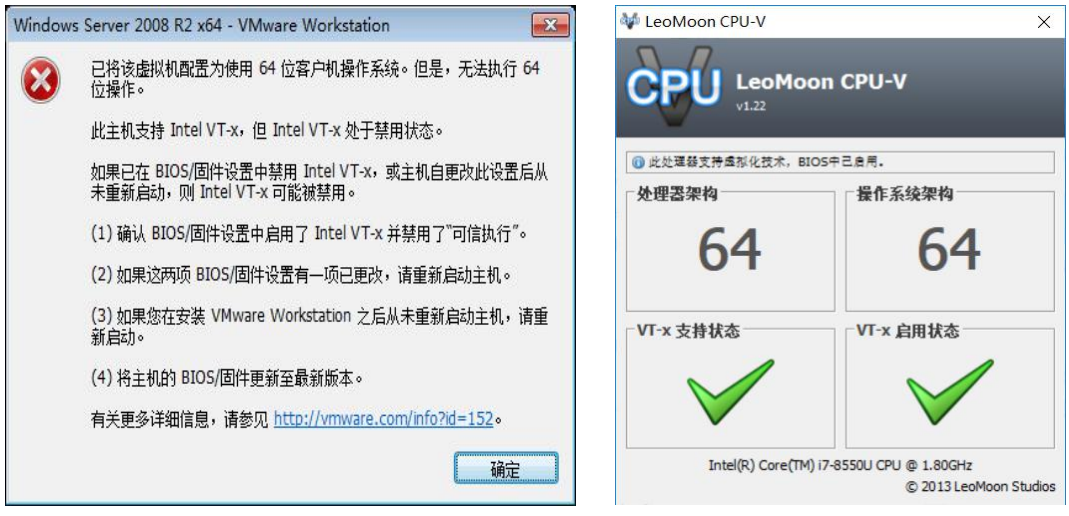 Windows Server 2008 R2 x64 - VMware Workstation
已将该虚拟机配置为使用 64 位客户机操作系统。但是，无法执行 64
位操作。
此主机支持 Intel VT-x，但 Intel VT-x 处于禁用状态。
如果已在 BIOS/固件设置中禁用 Intel VT-x，或主机自更改此设置后从
未重新启动，则 Intel VT-x 可能被禁用。
(1) 确认 BIOS/固件设置中启用了 Intel VT-x 并禁用了“可信执行”。
(2) 如果这两项 BIOS/固件设置有一项已更改，请重新启动主机。
(3) 如果您在安装 VMware Workstation 之后从未重新启动主机，请重
新启动。
(4) 将主机的 BIOS/固件更新至最新版本。
有关更多详细信息，请参见 http://vmware.com/info?id=152。
确定
LeoMoon CPU-V
CPU
LeoMoon CPU-V
v1.22
此处理器支持虚拟化技术，BIOS中已启用。
处理器架构
操作系统架构
64
64
VT-x 支持状态
VT-x 启用状态
Intel(R) Core(TM) i7-8550U CPU @ 1.80GHz
© 2013 LeoMoon Studios